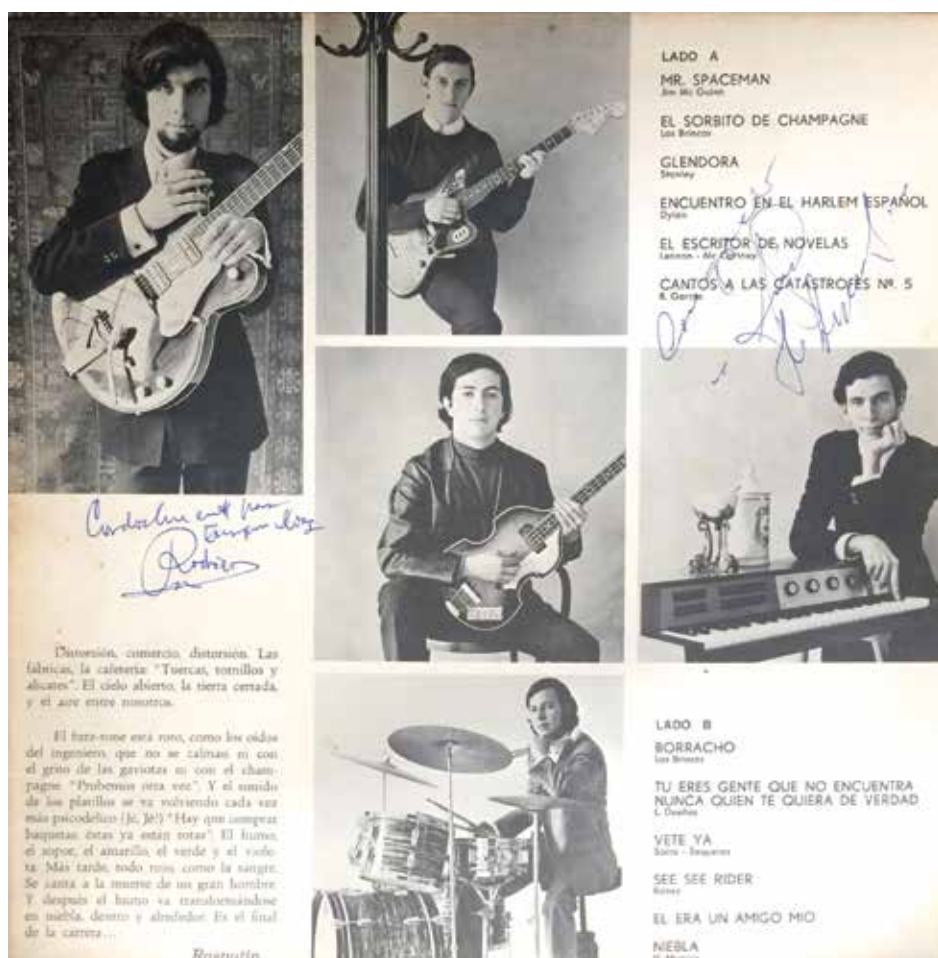 LADO A
MR. SPACEMAN
Jim Mc Guinn
EL SORBITO DE CHAMPAGNE
Los Brincos
GLENDORA
Stanley
ENCUENTRO EN EL HARLEM ESPAÑOL
Dylan
EL ESCRITOR DE NOVELAS
Lennon - Mc Cartney
CANTOS A LAS CATASTROFES Nº. 5
R. García
Con
Cordialmente para
Rodrigo
Distorsión, comercio, distorsión. Las
fábricas, la cafetería: "Tuercas, tornillos y
alicates". El cielo abierto, la tierra cerrada,
y el aire entre nosotros.
El fuzz-tone está roto, como los oídos
del ingeniero, que no se calman ni con
el grito de las gaviotas ni con el cham-
pagne "Probemos otra vez". Y el sonido
de los platillos se va volviendo cada vez
más psicodélico (Je, Je!) "Hay que comprar
baquetas, éstas ya están rotas". El humo,
el sopor, el amarillo, el verde y el viole-
ta. Más tarde, todo rojo, como la sangre.
Se canta a la muerte de un gran hombre.
Y después el humo va transformándose
en niebla, dentro y alrededor. Es el final
de la carrera...
Rasputin
LADO B
BORRACHO
Los Brincos
TU ERES GENTE QUE NO ENCUENTRA
NUNCA QUIEN TE QUIERA DE VERDAD
VETE YA
SEE SEE RIDER
EL ERA UN AMIGO MIO
NIEBLA